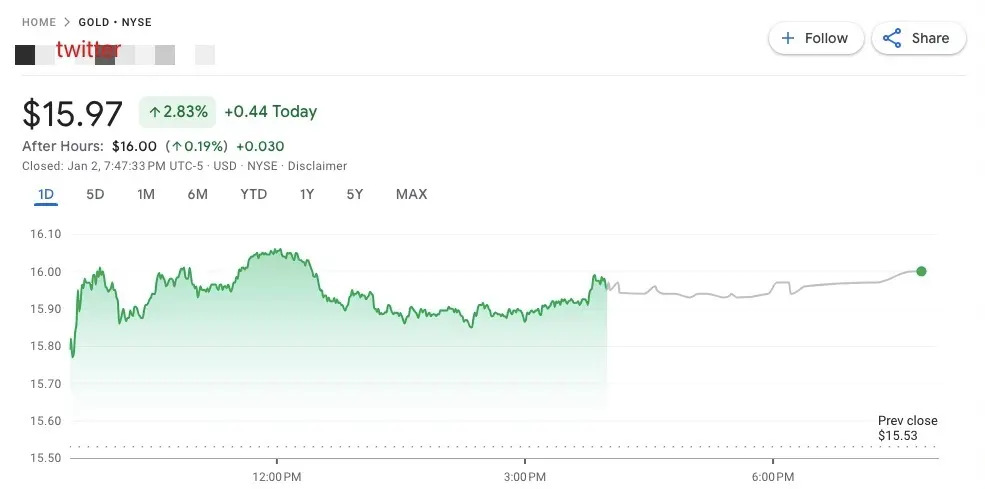 HOME > GOLD • NYSE
twitter
+ Follow
Share
$15.97 ↑2.83% +0.44 Today
After Hours: $16.00 (↑0.19%) +0.030
Closed: Jan 2, 7:47:33 PM UTC-5 · USD · NYSE · Disclaimer
1D 5D 1M 6M YTD 1Y 5Y MAX
16.10
16.00
15.90
15.80
15.70
15.60
Prev close
$15.53
15.50
12:00 PM 3:00 PM 6:00 PM